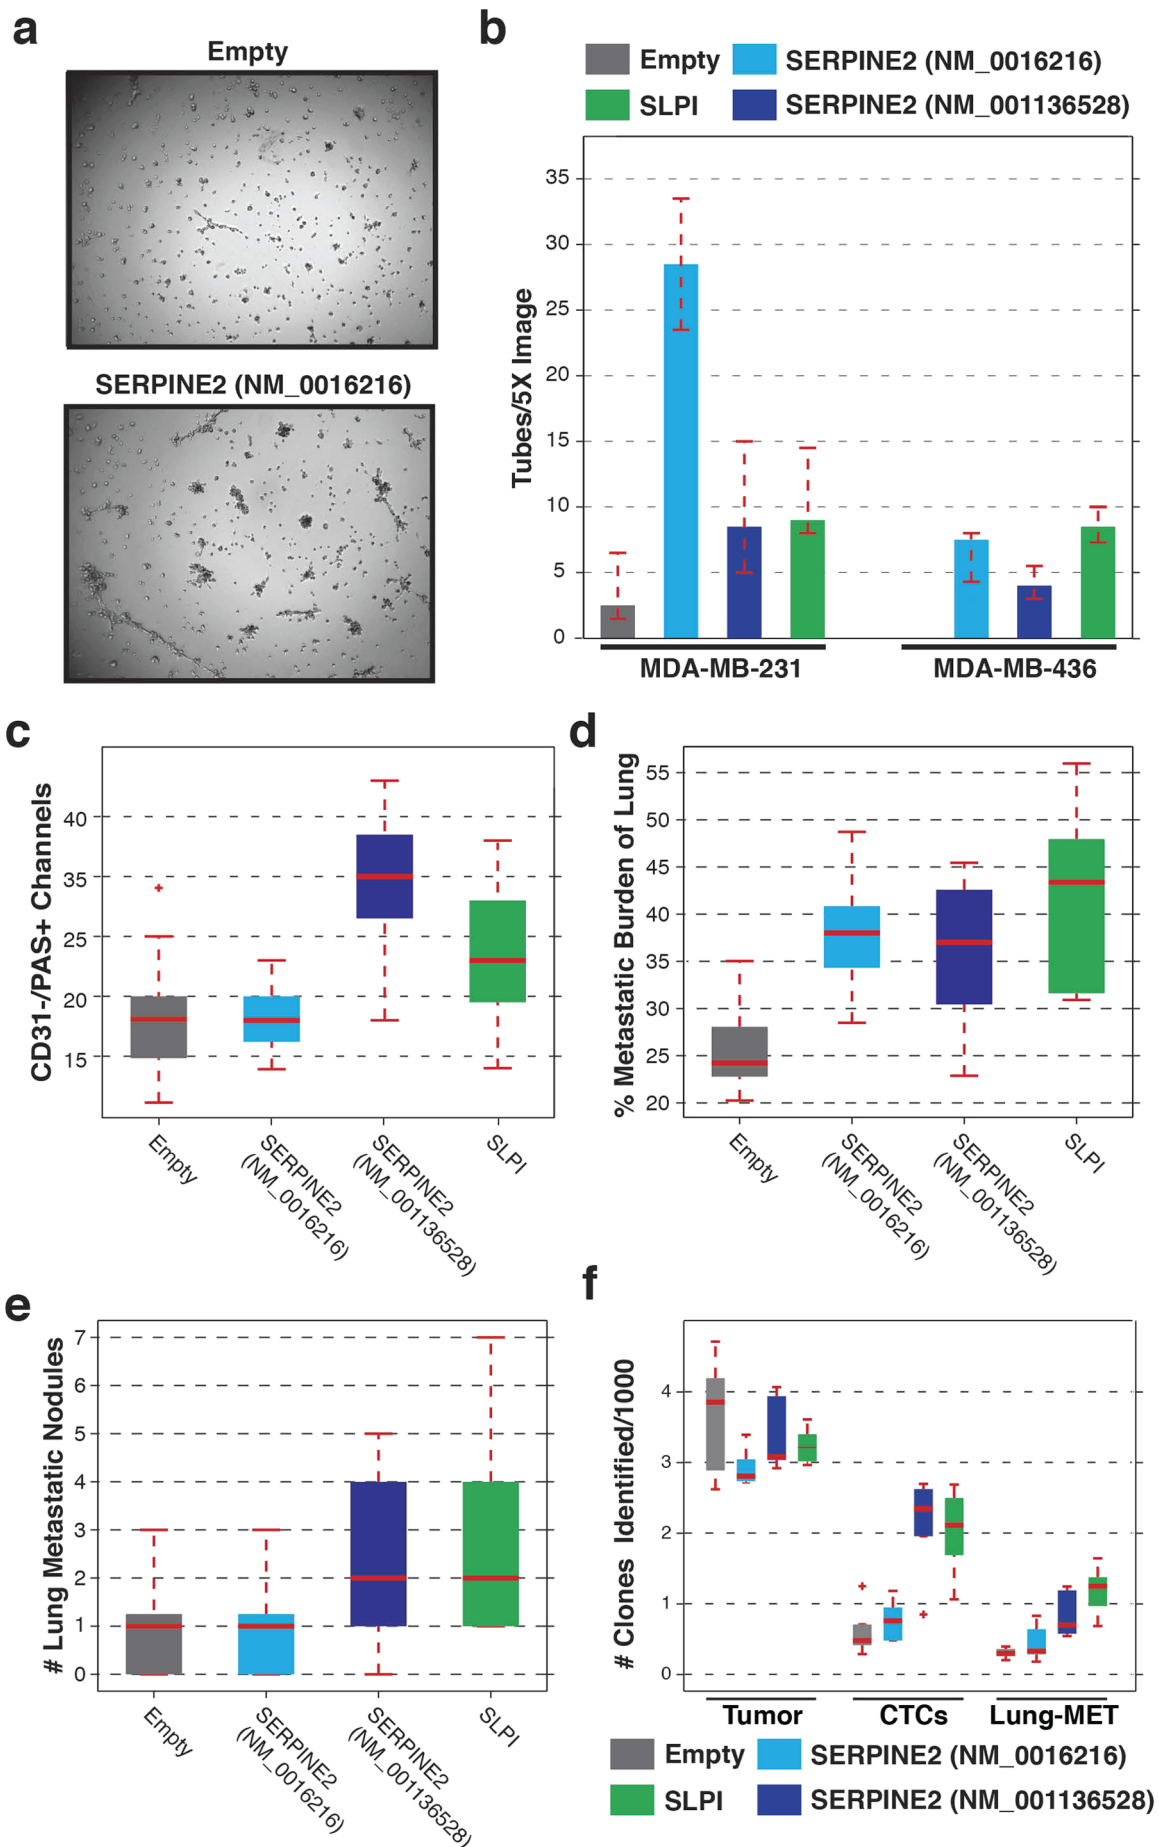 a
Empty
SERPINE2 (NM_0016216)
b
Empty
SERPINE2 (NM_0016216)
SLPI
SERPINE2 (NM_001136528)
Tubes/5X Image
35
30
25
20
15
10
5
0
MDA-MB-231
MDA-MB-436
c
CD31-/PAS+ Channels
40
35
25
20
15
Empty
SERPINE2
(NM_0016216)
SERPINE2
(NM_001136528)
SLPI
d
% Metastatic Burden of Lung
55
50
45
40
35
30
25
20
Empty
SERPINE2
(NM_0016216)
SERPINE2
(NM_001136528)
SLPI
e
# Lung Metastatic Nodules
7
6
5
4
3
2
1
0
Empty
SERPINE2
(NM_0016216)
SERPINE2
(NM_001136528)
SLPI
f
# Clones Identified/1000
4
3
2
1
0
Tumor
CTCs
Lung-MET
Empty
SERPINE2 (NM_0016216)
SLPI
SERPINE2 (NM_001136528)